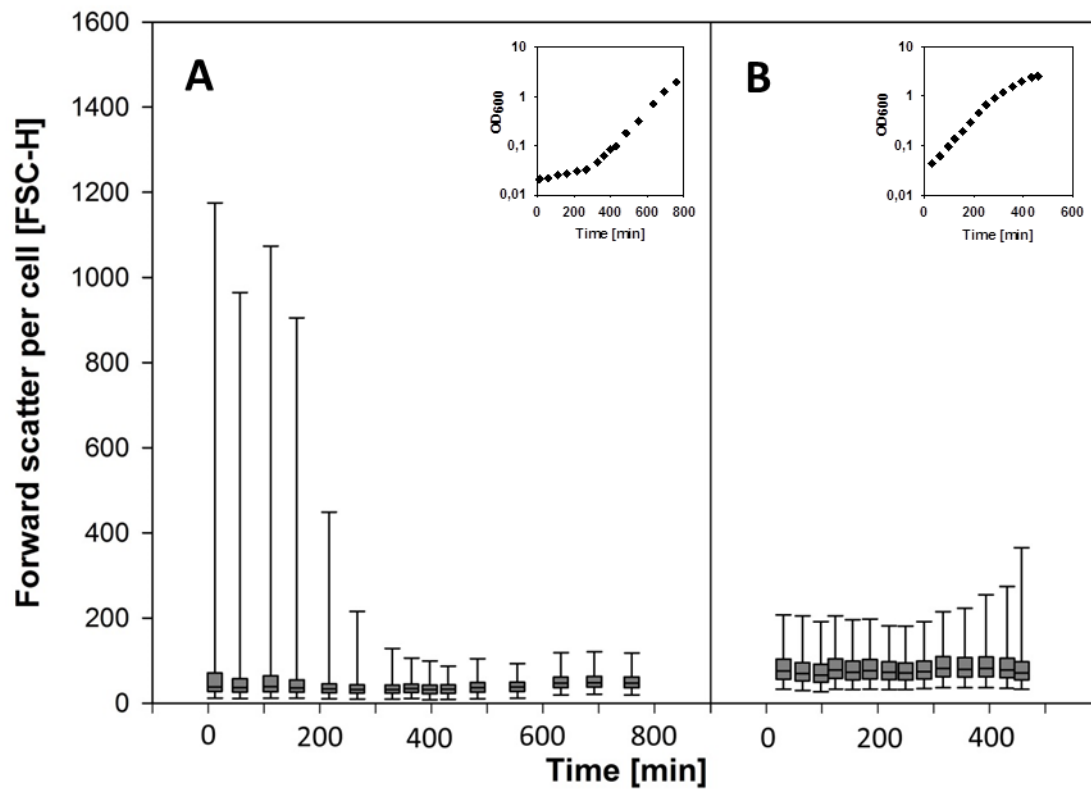 Forward scatter per cell [FSC-H]
1600
1400
1200
1000
800
600
400
200
0
A
OD600
10
1
0,1
0,01
0 200 400 600 800
Time [min]
B
OD600
10
1
0,1
0,01
0 200 400 600
Time [min]
0 200 400 600 800 0 200 400
Time [min]